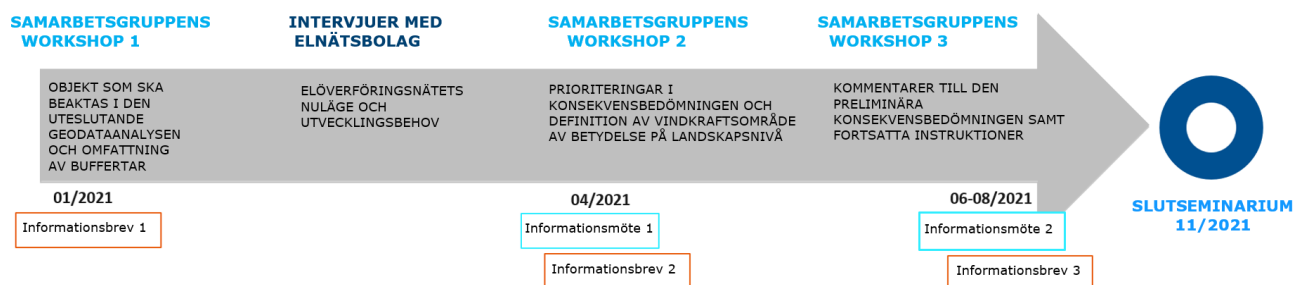 SAMARBETSGRUPPENS
WORKSHOP 1
OBJEKT SOM SKA
BEAKTAS I DEN
UTESLUTANDE
GEODATAANALYSEN
OCH OMFATTNING
AV BUFFERTAR
01/2021
Informationsbrev 1
INTERVJUER MED
ELNÄTSBOLAG
ELÖVERFÖRINGSNÄTETS
NULÄGE OCH
UTVECKLINGSBEHOV
SAMARBETSGRUPPENS
WORKSHOP 2
PRIORITERINGAR I
KONSEKVENSBEDÖMNINGEN OCH
DEFINITION AV VINDKRAFTSOMRÅDE
AV BETYDELSE PÅ LANDSKAPSNIVÅ
04/2021
Informationsmöte 1
Informationsbrev 2
SAMARBETSGRUPPENS
WORKSHOP 3
KOMMENTARER TILL DEN
PRELIMINÄRA
KONSEKVENSBEDÖMNINGEN SAMT
FORTSATTA INSTRUKTIONER
06-08/2021
Informationsmöte 2
Informationsbrev 3
SLUTSEMINARIUM
11/2021